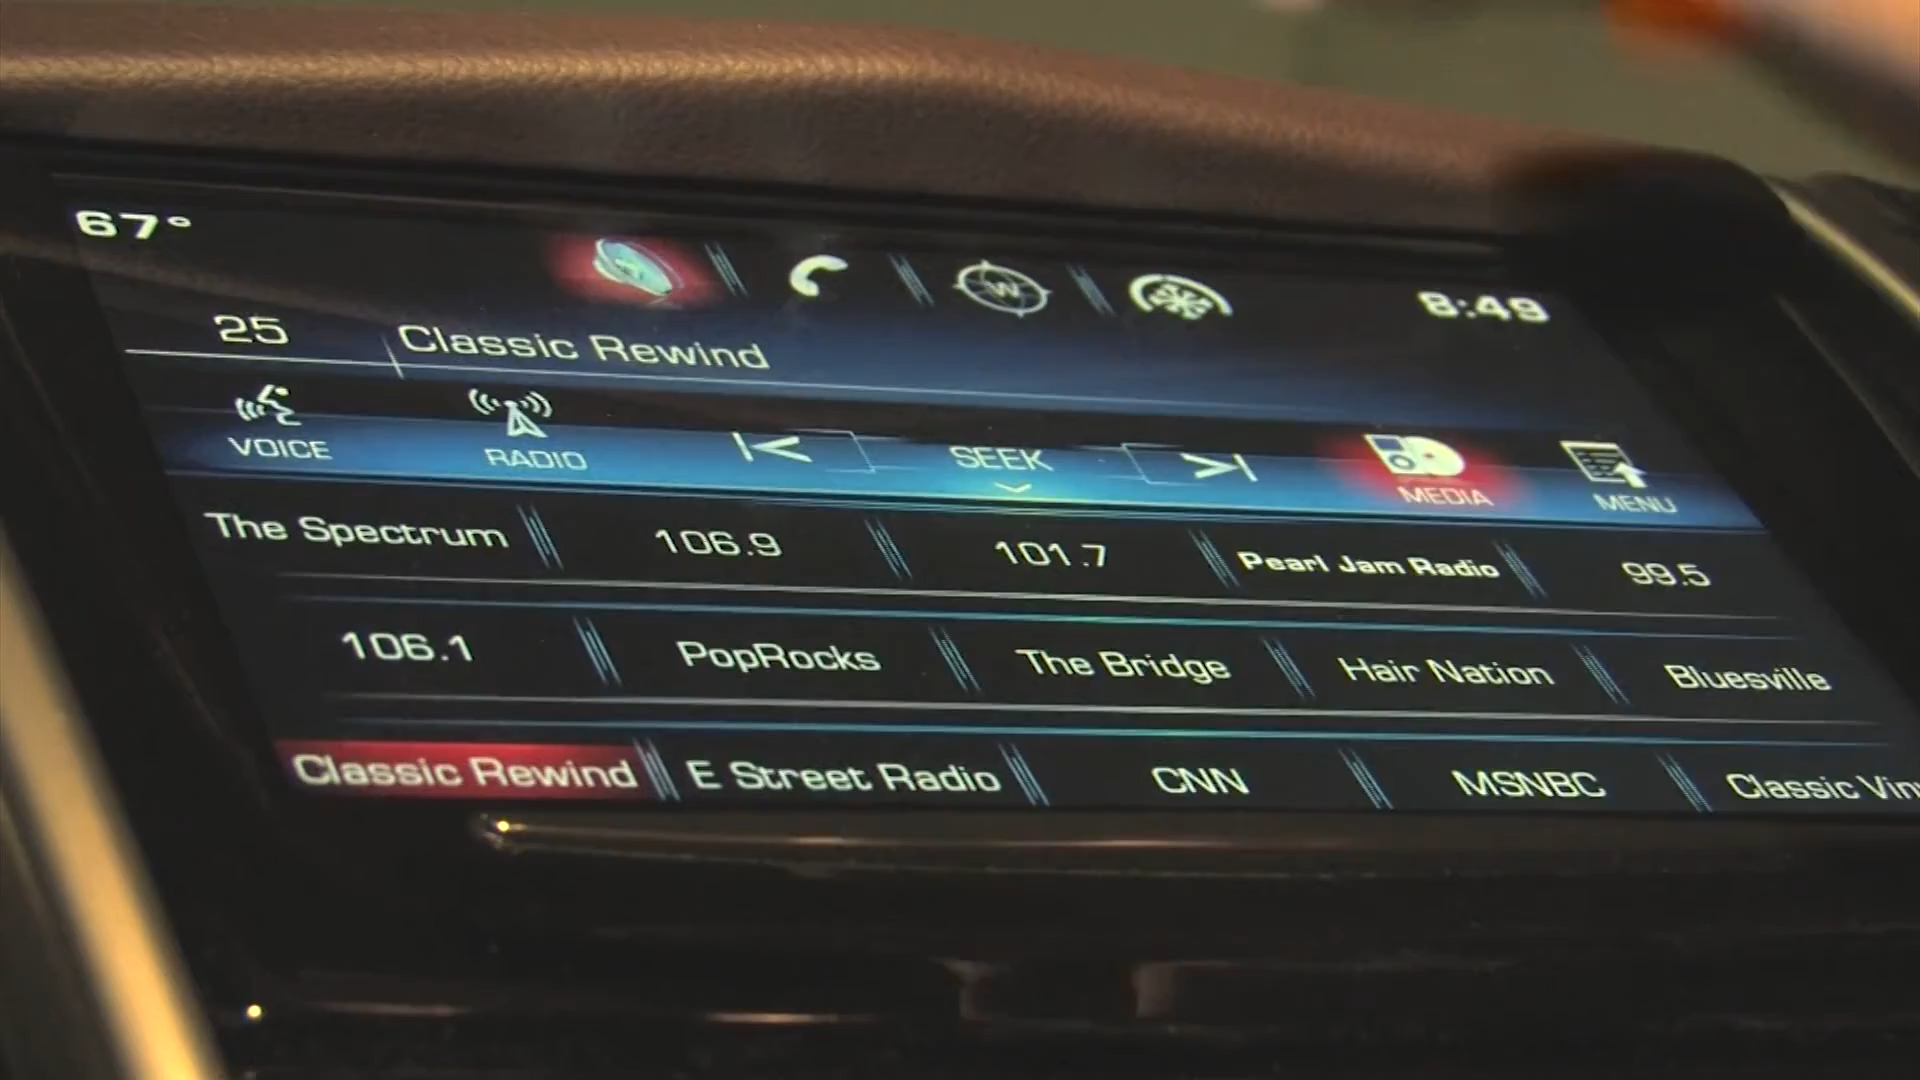 67°
W
8:49
25 Classic Rewind
VOICE RADIO SEEK MEDIA MENU
The Spectrum 106.9 101.7 Pearl Jam Radio 99.5
106.1 PopRocks The Bridge Hair Nation Bluesville
Classic Rewind E Street Radio CNN MSNBC Classic